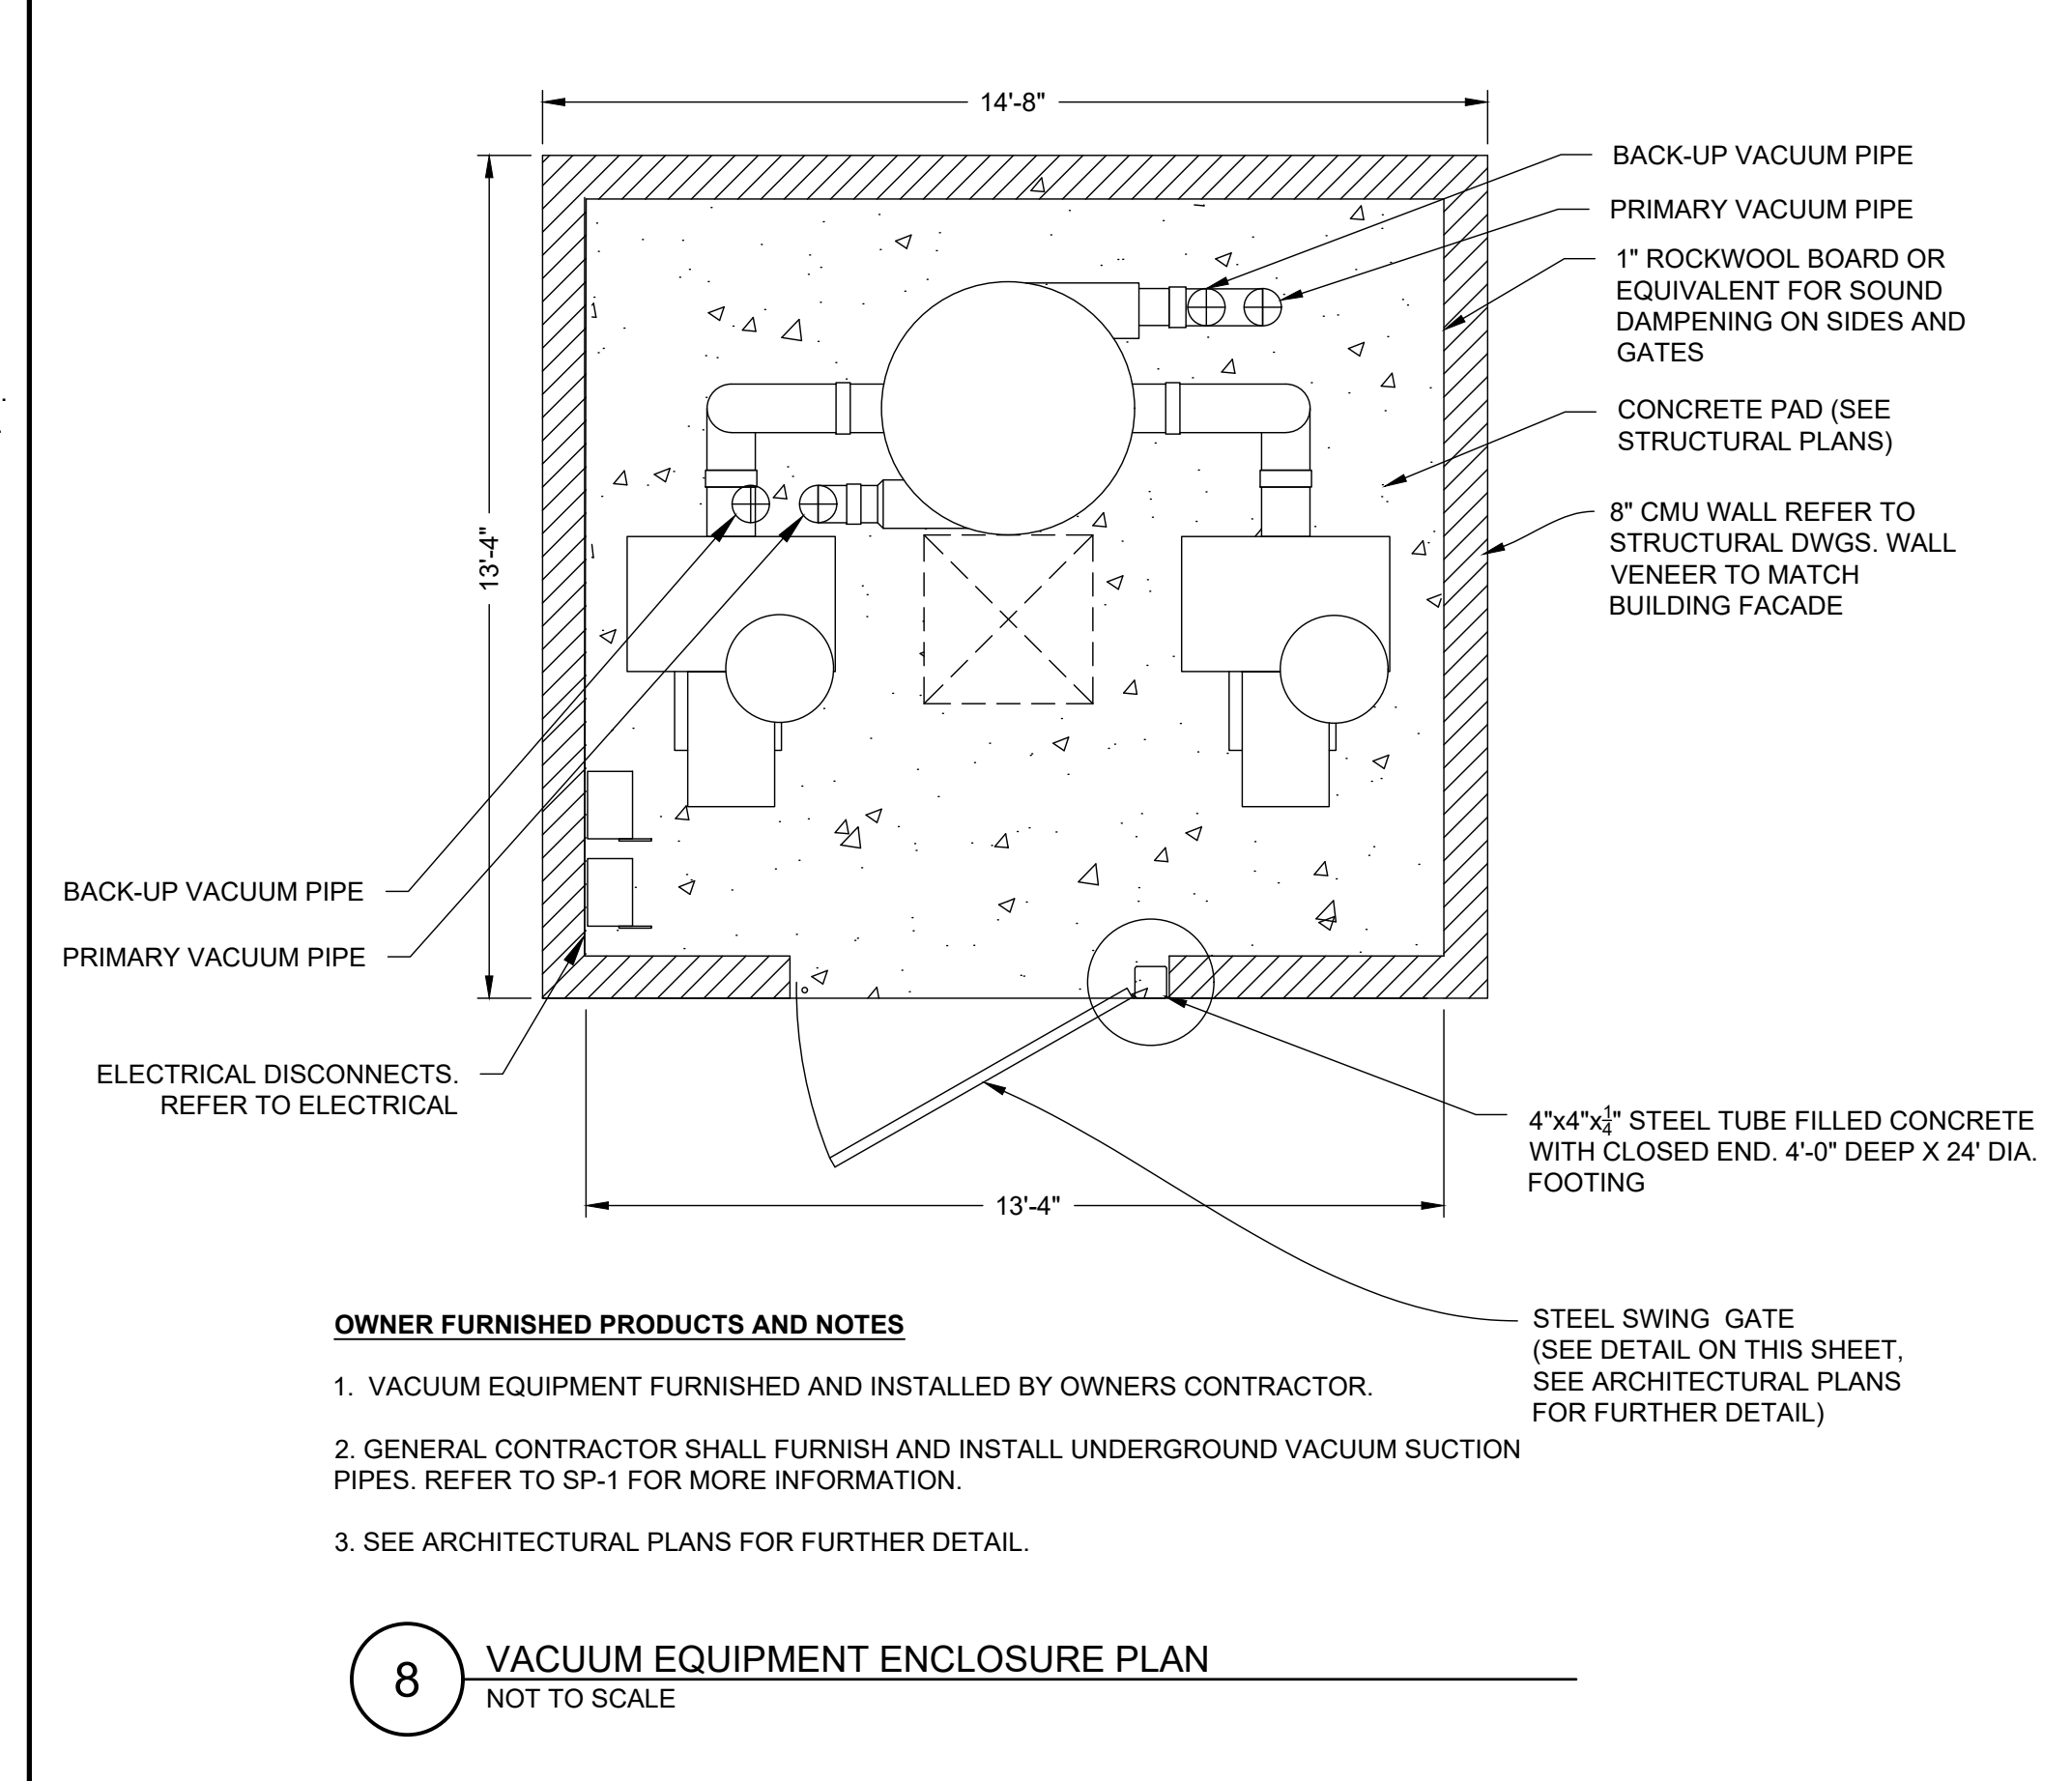 14'-8"
BACK-UP VACUUM PIPE
PRIMARY VACUUM PIPE
1" ROCKWOOL BOARD OR
EQUIVALENT FOR SOUND
DAMPENING ON SIDES AND
GATES
CONCRETE PAD (SEE
STRUCTURAL PLANS)
8" CMU WALL REFER TO
STRUCTURAL DWGS. WALL
VENEER TO MATCH
BUILDING FACADE
13'-4"
BACK-UP VACUUM PIPE
PRIMARY VACUUM PIPE
ELECTRICAL DISCONNECTS.
REFER TO ELECTRICAL
4"x4"x1/4" STEEL TUBE FILLED CONCRETE
WITH CLOSED END. 4'-0" DEEP X 24' DIA.
FOOTING
13'-4"
STEEL SWING GATE
(SEE DETAIL ON THIS SHEET,
SEE ARCHITECTURAL PLANS
FOR FURTHER DETAIL)
OWNER FURNISHED PRODUCTS AND NOTES
1. VACUUM EQUIPMENT FURNISHED AND INSTALLED BY OWNERS CONTRACTOR.
2. GENERAL CONTRACTOR SHALL FURNISH AND INSTALL UNDERGROUND VACUUM SUCTION
PIPES. REFER TO SP-1 FOR MORE INFORMATION.
3. SEE ARCHITECTURAL PLANS FOR FURTHER DETAIL.
8
VACUUM EQUIPMENT ENCLOSURE PLAN
NOT TO SCALE